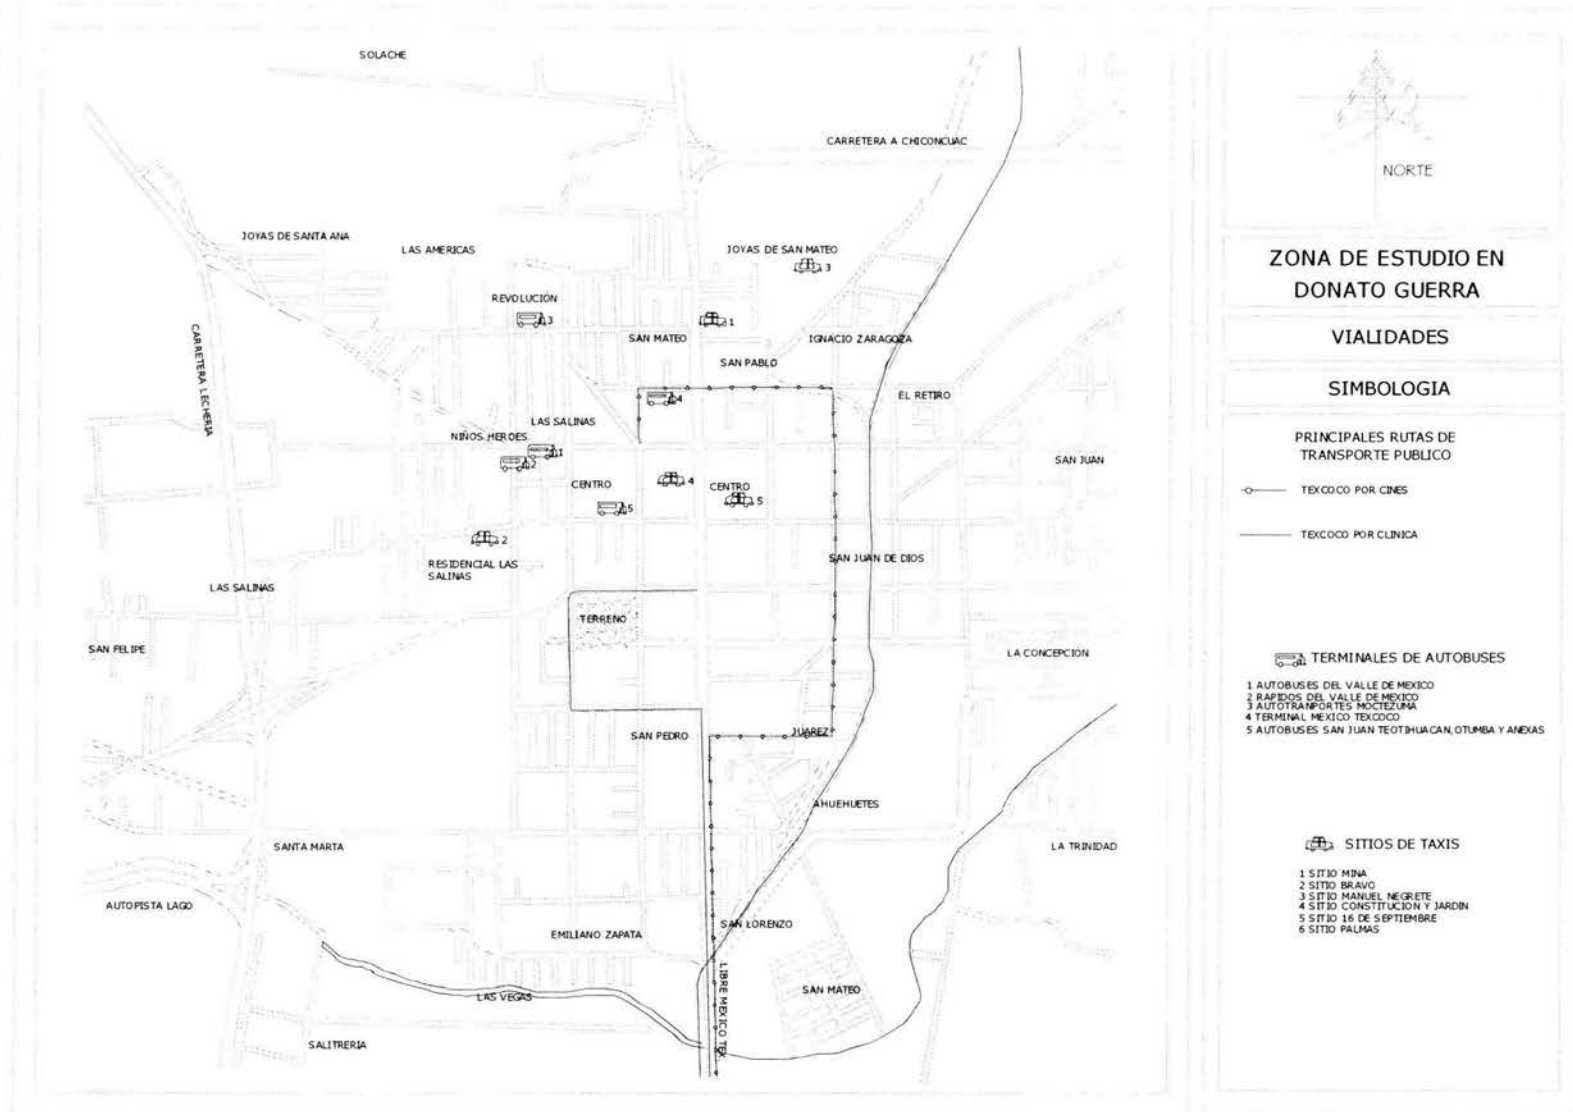 SOLACHE
CARRETERA A CHICONCUAC
JOYAS DE SANTA ANA
LAS AMERICAS
JOYAS DE SAN MATEO
3
REVOLUCIÓN
3
1
SAN MATEO
IGNACIO ZARAGOZA
CARRETERA LECHERIA
SAN PABLO
4
EL RETIRO
LAS SALINAS
NIÑOS HEROES
1
2
SAN JUAN
CENTRO
4
CENTRO
5
5
2
RESIDENCIAL LAS
SALINAS
SAN JUAN DE DIOS
LAS SALINAS
TERRENO
SAN FELIPE
LA CONCEPCIÓN
SAN PEDRO
JUAREZ
AHUEHUETES
SANTA MARTA
LA TRINIDAD
AUTOPISTA LAGO
SAN LORENZO
EMILIANO ZAPATA
LIBRE MEXICO TEX
SAN MATEO
LAS VEGAS
SALITRERIA
NORTE
ZONA DE ESTUDIO EN
DONATO GUERRA
VIALIDADES
SIMBOLOGIA
PRINCIPALES RUTAS DE
TRANSPORTE PUBLICO
TEXCOCO POR CINES
TEXCOCO POR CLINICA
TERMINALES DE AUTOBUSES
1 AUTOBUSES DEL VALLE DE MEXICO
2 RAPIDOS DEL VALLE DE MEXICO
3 AUTOTRANPORTES MOCTEZUMA
4 TERMINAL MEXICO TEXCOCO
5 AUTOBUSES SAN JUAN TEOTIHUACAN, OTUMBA Y ANEXAS
SITIOS DE TAXIS
1 SITIO MINA
2 SITIO BRAVO
3 SITIO MANUEL NEGRETE
4 SITIO CONSTITUCION Y JARDIN
5 SITIO 16 DE SEPTIEMBRE
6 SITIO PALMAS